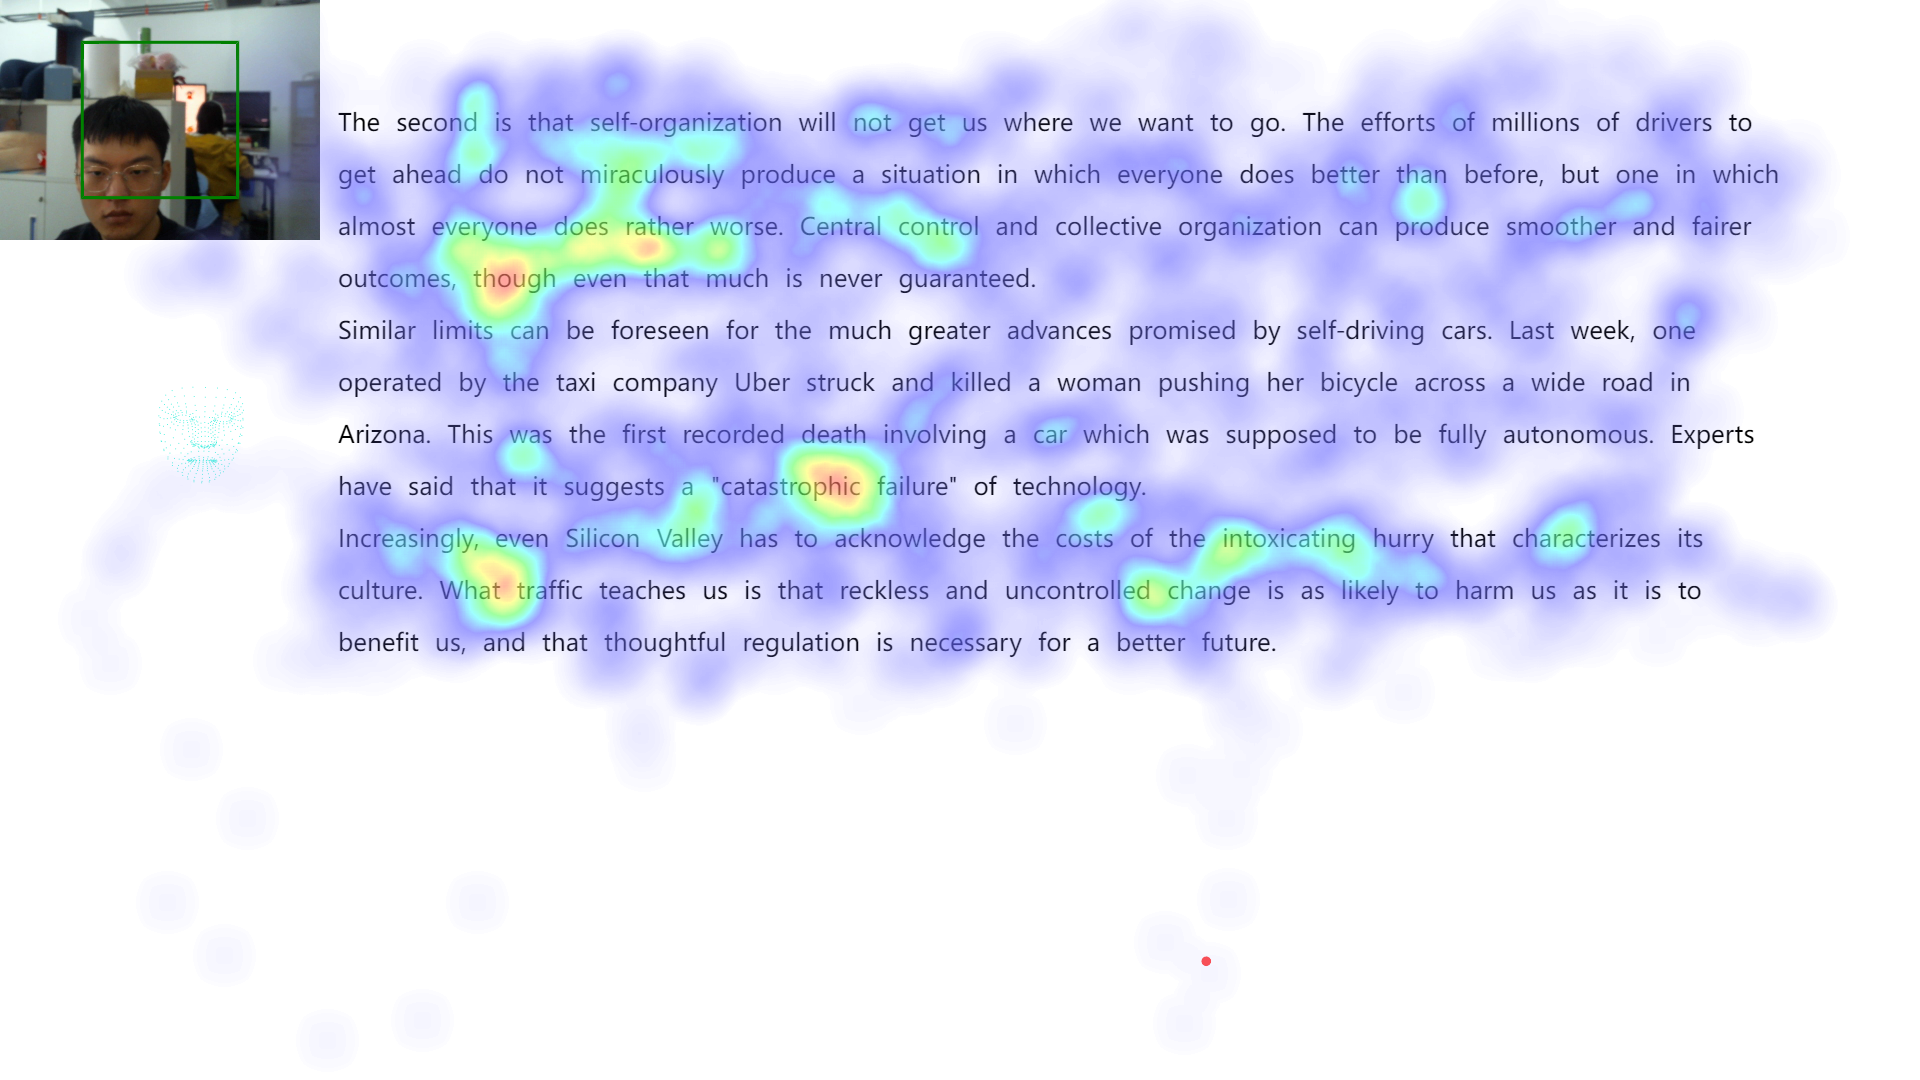 The second is that self-organization will not get us where we want to go. The efforts of millions of drivers to
get ahead do not miraculously produce a situation in which everyone does better than before, but one in which
almost everyone does rather worse. Central control and collective organization can produce smoother and fairer
outcomes, though even that much is never guaranteed.
Similar limits can be foreseen for the much greater advances promised by self-driving cars. Last week, one
operated by the taxi company Uber struck and killed a woman pushing her bicycle across a wide road in
Arizona. This was the first recorded death involving a car which was supposed to be fully autonomous. Experts
have said that it suggests a "catastrophic failure" of technology.
Increasingly, even Silicon Valley has to acknowledge the costs of the intoxicating hurry that characterizes its
culture. What traffic teaches us is that reckless and uncontrolled change is as likely to harm us as it is to
benefit us, and that thoughtful regulation is necessary for a better future.